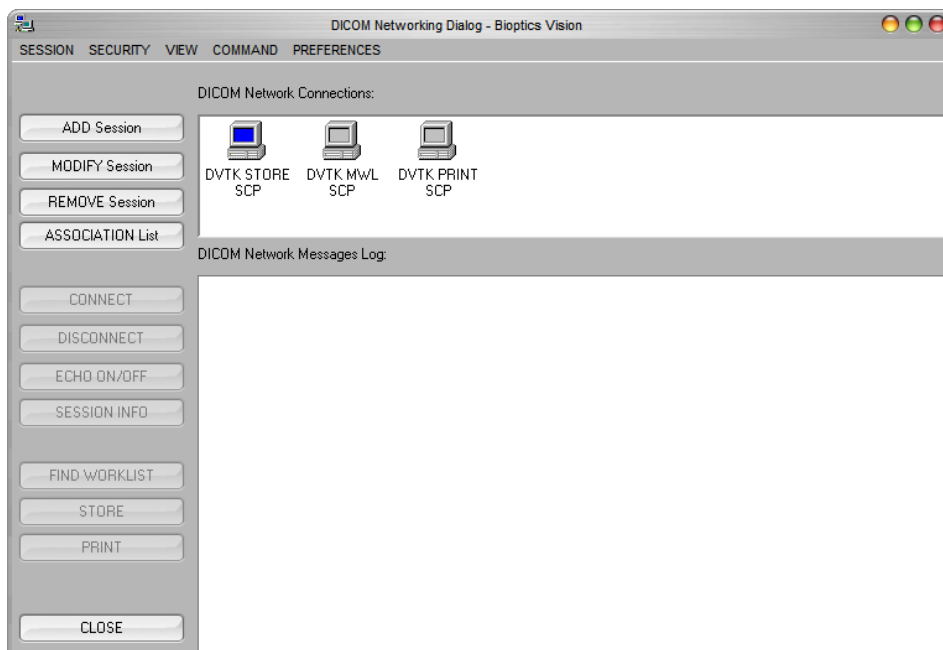 DICOM Networking Dialog - Bioptics Vision
SESSION SECURITY VIEW COMMAND PREFERENCES
DICOM Network Connections:
ADD Session
MODIFY Session
REMOVE Session
ASSOCIATION List
DVTK STORE
SCP
DVTK MWL
SCP
DVTK PRINT
SCP
DICOM Network Messages Log:
CONNECT
DISCONNECT
ECHO ON/OFF
SESSION INFO
FIND WORKLIST
STORE
PRINT
CLOSE